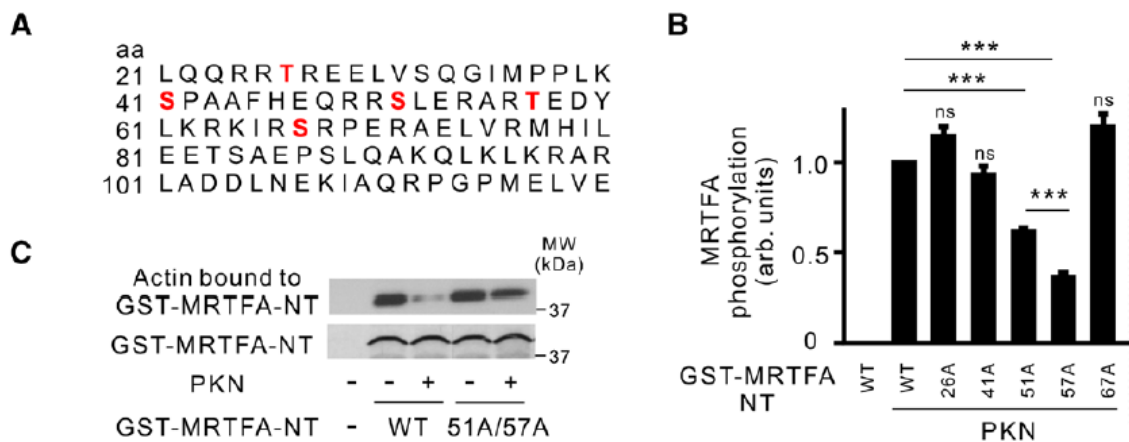 A
aa
21 LQQRRTREELVSQGIMPPLK
41 SPAAFHEQRRSLERARTEDY
61 LKRKIRSRPERAELVRMHIL
81 EETSAEPSLQAKQLKLKRAR
101 LADDLNEKIAQRPGPMELVE
B
***
***
ns
ns
ns
***
MRTFA
phosphorylation
(arb. units)
1.0
0.5
0
GST-MRTFA
NT
WT WT 26A 41A 51A 57A 67A
PKN
C
MW
(kDa)
Actin bound to
GST-MRTFA-NT
-37
GST-MRTFA-NT
-37
PKN - - + - +
GST-MRTFA-NT - WT 51A/57A